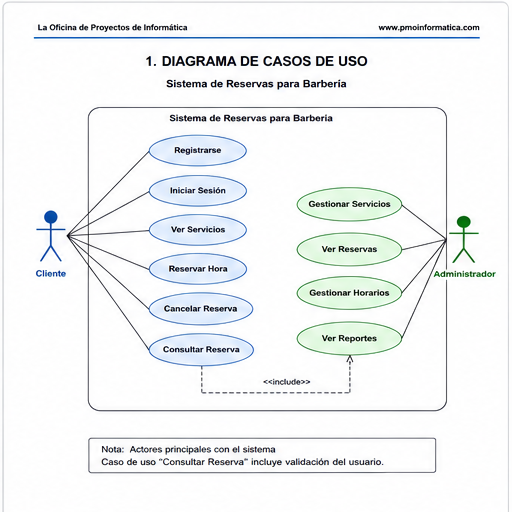 La Oficina de Proyectos de Informática
www.pmoinformatica.com
1. DIAGRAMA DE CASOS DE USO
Sistema de Reservas para Barbería
Sistema de Reservas para Barberia
Registrarse
Iniciar Sesión
Gestionar Servicios
Ver Servicios
Ver Reservas
Reservar Hora
Cliente
Administrador
Gestionar Horarios
Cancelar Reserva
Ver Reportes
Consultar Reserva
<<include>>
Nota: Actores principales con el sistema
Caso de uso "Consultar Reserva" incluye validación del usuario.